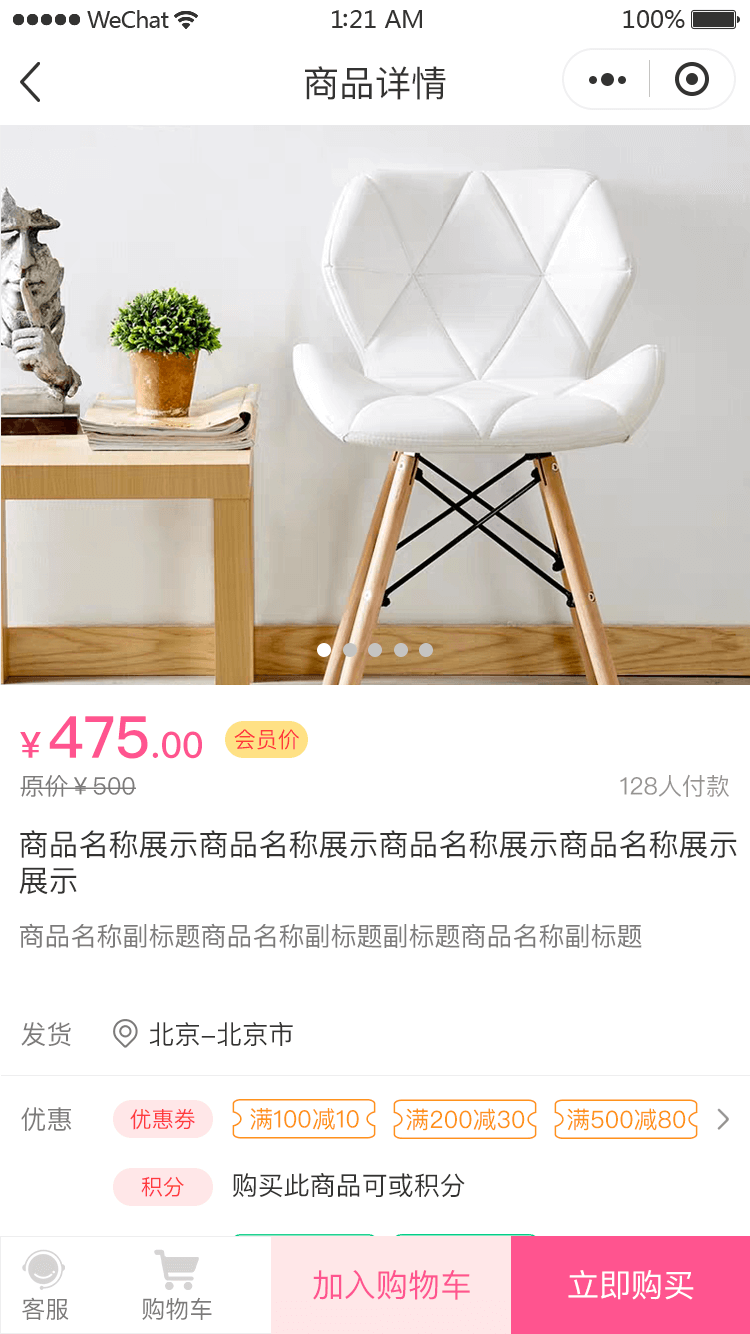 WeChat 1:21 AM 100%
商品详情
¥475.00 会员价
原价¥500 128人付款
商品名称展示商品名称展示商品名称展示商品名称展示
展示
商品名称副标题商品名称副标题副标题商品名称副标题
发货 北京–北京市
优惠 优惠券 满100减10 满200减30 满500减80
积分 购买此商品可或积分
客服 购物车 加入购物车 立即购买